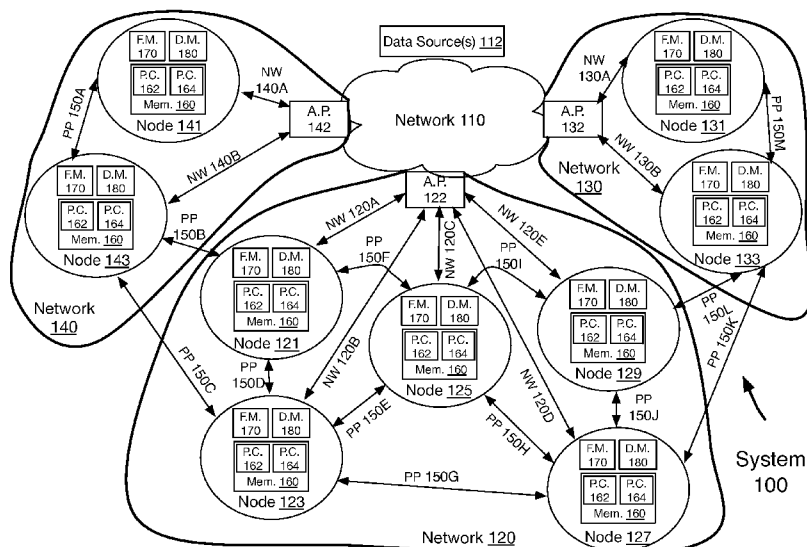 Data Source(s) 112
Network 110
A.P.
142
A.P.
132
A.P.
122
NW
140A
NW 140B
PP 150A
F.M.
170
D.M.
180
P.C.
162
P.C.
164
Mem. 160
Node 141
F.M.
170
D.M.
180
P.C.
162
P.C.
164
Mem. 160
Node 143
Network
140
NW
130A
NW 130B
PP 150M
F.M.
170
D.M.
180
P.C.
162
P.C.
164
Mem. 160
Node 131
Network
130
F.M.
170
D.M.
180
P.C.
162
P.C.
164
Mem. 160
Node 133
PP
150B
PP 150C
NW 120A
NW 120B
NW 120C
NW 120D
NW 120E
PP
150F
PP
150I
F.M.
170
D.M.
180
P.C.
162
P.C.
164
Mem. 160
Node 121
F.M.
170
D.M.
180
P.C.
162
P.C.
164
Mem. 160
Node 125
F.M.
170
D.M.
180
P.C.
162
P.C.
164
Mem. 160
Node 129
PP
150L
PP 150K
PP
150D
PP 150E
PP 150H
PP
150J
F.M.
170
D.M.
180
P.C.
162
P.C.
164
Mem. 160
Node 123
PP 150G
F.M.
170
D.M.
180
P.C.
162
P.C.
164
Mem. 160
Node 127
Network 120
System
100